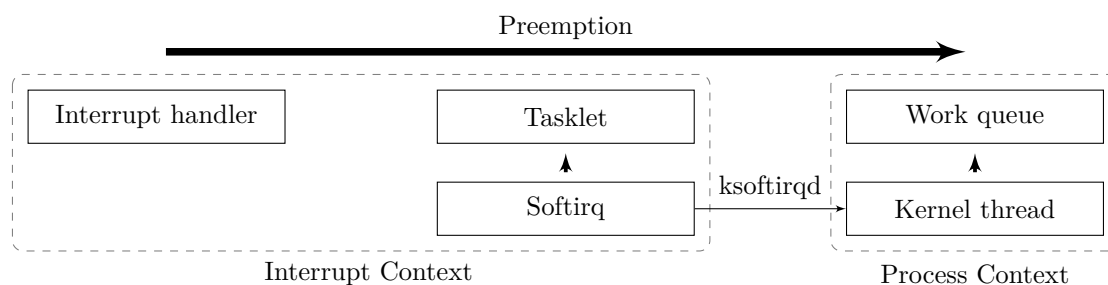 Preemption
Interrupt handler
Tasklet
Work queue
ksoftirqd
Softirq
Kernel thread
Interrupt Context
Process Context